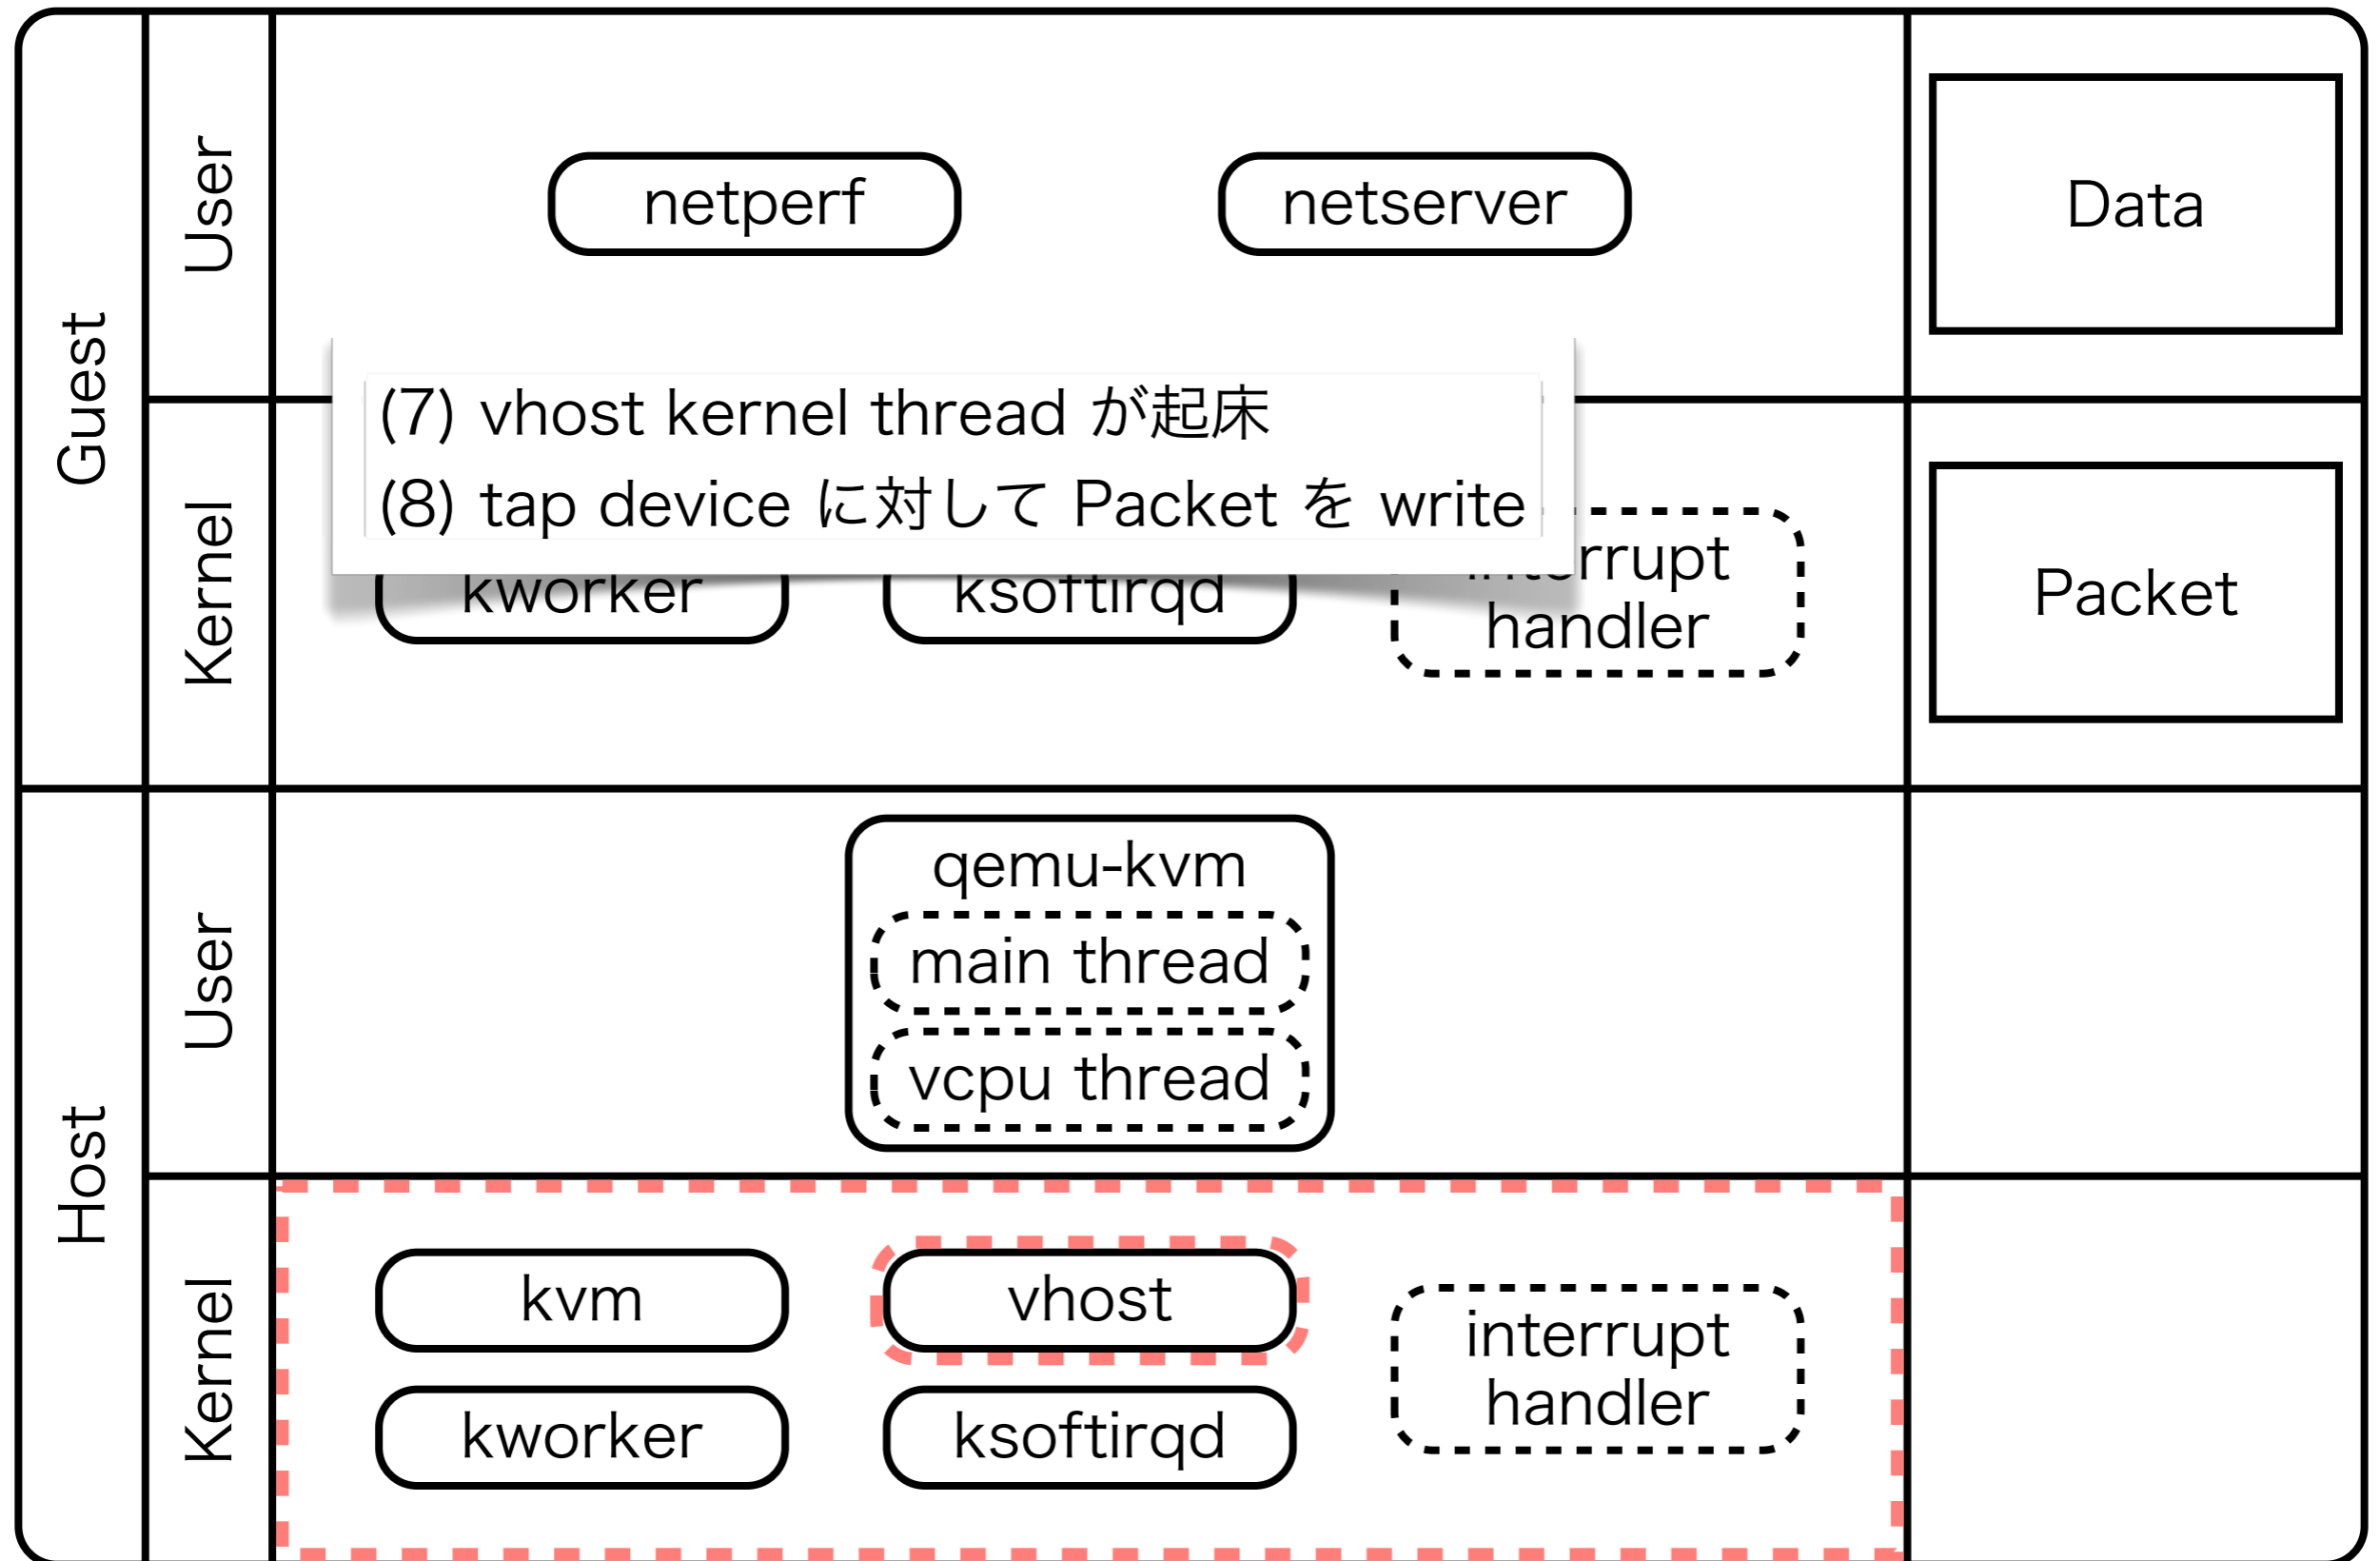 Guest
User
netperf
netserver
Data
(7) vhost kernel thread が起床
(8) tap device に対して Packet を write
Kernel
kworker
ksoftirqd
interrupt
handler
Packet
Host
User
qemu-kvm
main thread
vcpu thread
Kernel
kvm
vhost
interrupt
handler
kworker
ksoftirqd